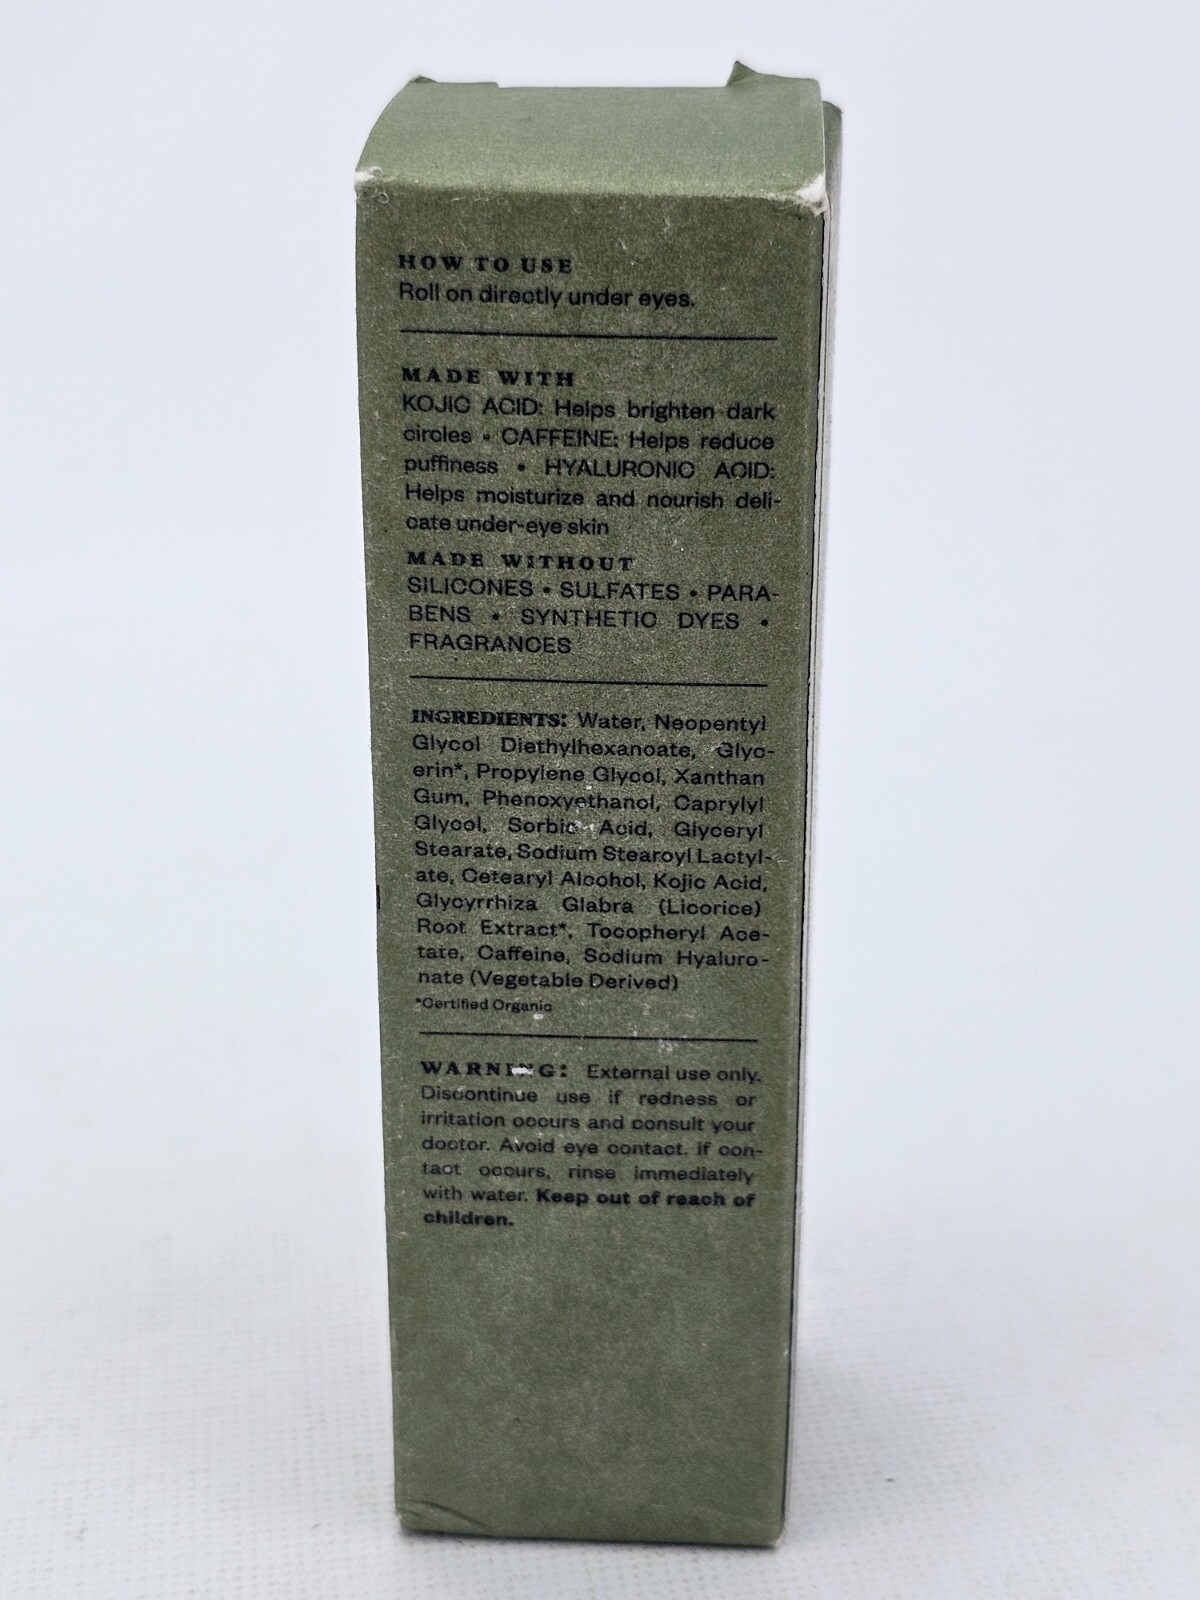 HOW TO USE
Roll on directly under eyes.
MADE WITH
KOJIC ACID: Helps brighten dark
circles • CAFFEINE: Helps reduce
puffiness • HYALURONIC ACID:
Helps moisturize and nourish deli-
cate under-eye skin
MADE WITHOUT
SILICONES • SULFATES • PARA-
BENS • SYNTHETIC DYES •
FRAGRANCES
INGREDIENTS: Water, Neopentyl
Glycol Diethylhexanoate, Glyc-
erin*, Propylene Glycol, Xanthan
Gum, Phenoxyethanol, Caprylyl
Glycol, Sorbic Acid, Glyceryl
Stearate, Sodium Stearoyl Lactyl-
ate, Cetearyl Alcohol, Kojic Acid,
Glycyrrhiza Glabra (Licorice)
Root Extract*, Tocopheryl Ace-
tate, Caffeine, Sodium Hyaluro-
nate (Vegetable Derived)
*Certified Organic
WARNING: External use only.
Discontinue use if redness or
irritation occurs and consult your
doctor. Avoid eye contact. If con-
tact occurs, rinse immediately
with water. Keep out of reach of
children.